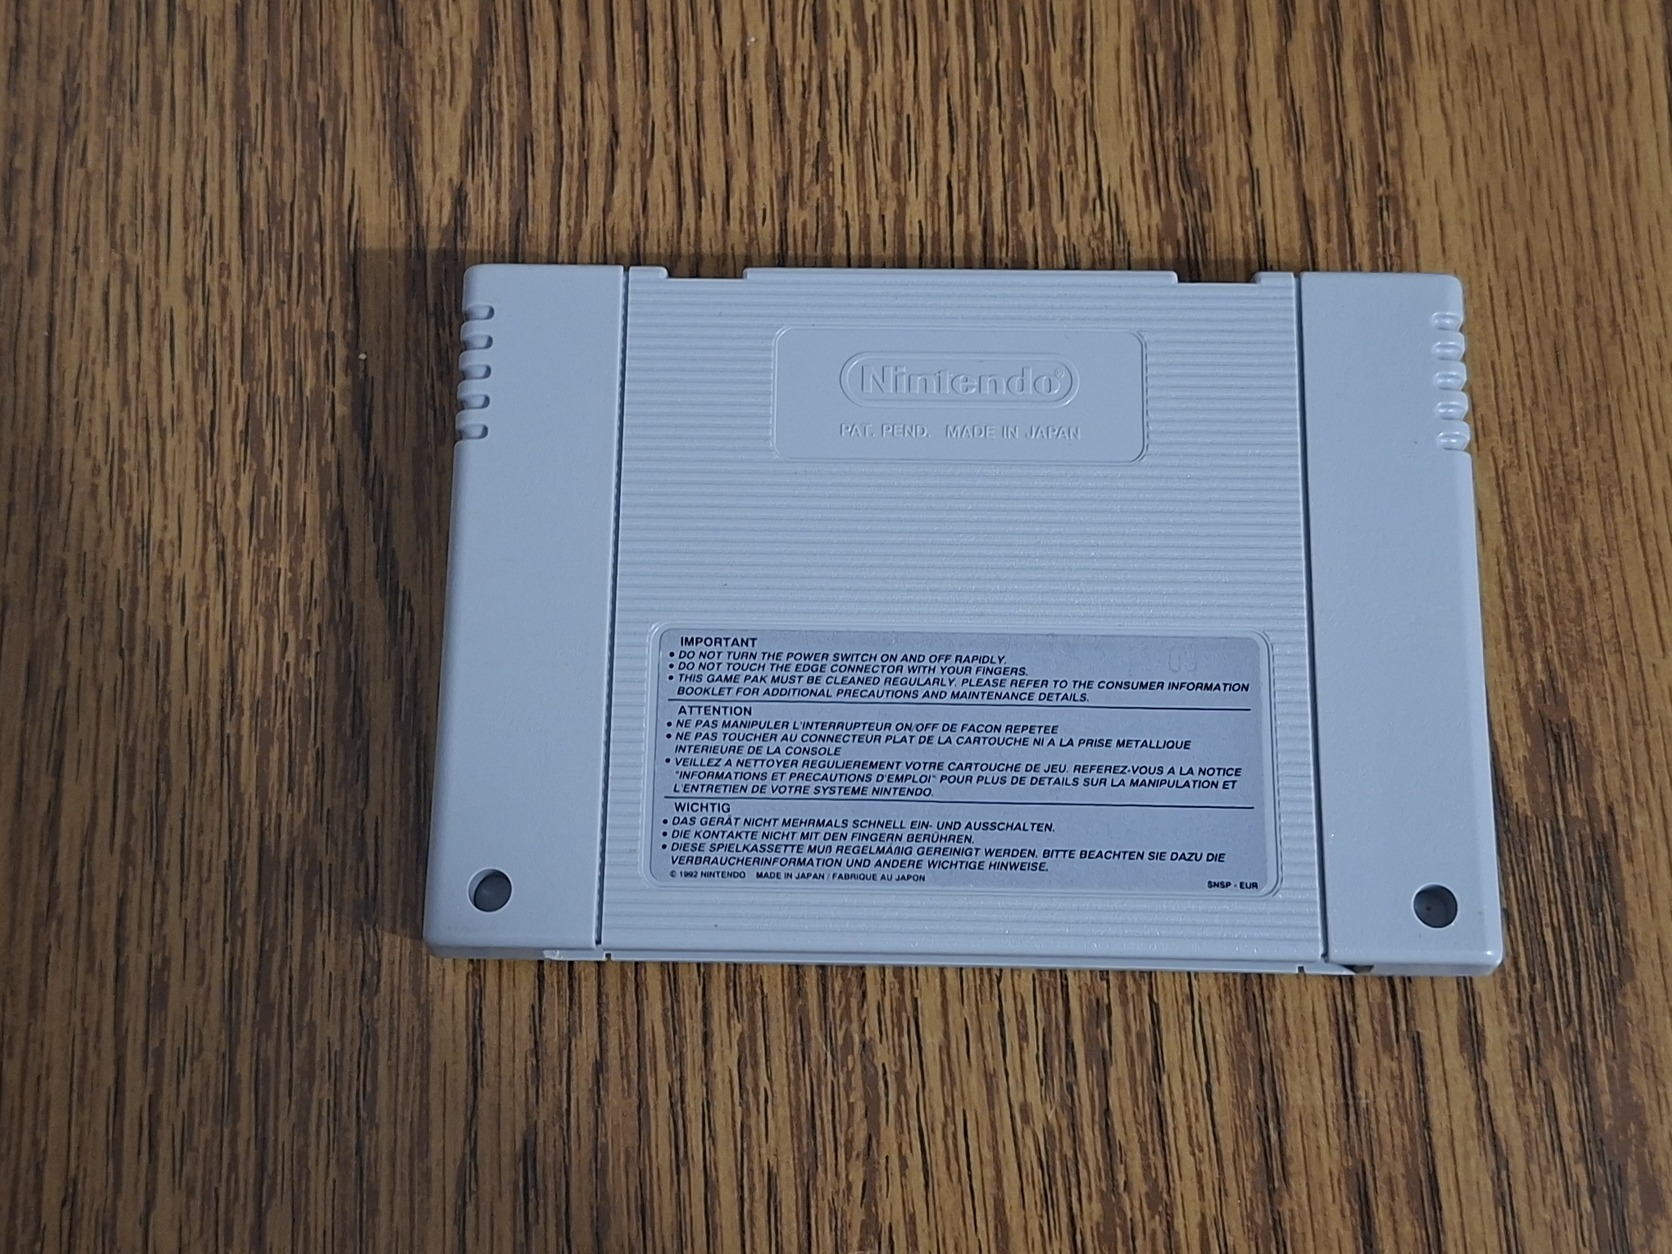 Nintendo®
PAT. PEND. MADE IN JAPAN
IMPORTANT
• DO NOT TURN THE POWER SWITCH ON AND OFF RAPIDLY.
• DO NOT TOUCH THE EDGE CONNECTOR WITH YOUR FINGERS.
• THIS GAME PAK MUST BE CLEANED REGULARLY. PLEASE REFER TO THE CONSUMER INFORMATION
BOOKLET FOR ADDITIONAL PRECAUTIONS AND MAINTENANCE DETAILS.
ATTENTION
• NE PAS MANIPULER L'INTERRUPTEUR ON/OFF DE FACON REPETEE
• NE PAS TOUCHER AU CONNECTEUR PLAT DE LA CARTOUCHE NI A LA PRISE METALLIQUE
INTERIEURE DE LA CONSOLE
• VEILLEZ A NETTOYER REGULIEREMENT VOTRE CARTOUCHE DE JEU. REFEREZ-VOUS A LA NOTICE
"INFORMATIONS ET PRECAUTIONS D'EMPLOI" POUR PLUS DE DETAILS SUR LA MANIPULATION ET
L'ENTRETIEN DE VOTRE SYSTEME NINTENDO.
WICHTIG
• DAS GERÄT NICHT MEHRMALS SCHNELL EIN- UND AUSSCHALTEN.
• DIE KONTAKTE NICHT MIT DEN FINGERN BERÜHREN.
• DIESE SPIELKASSETTE MUß REGELMÄßIG GEREINIGT WERDEN. BITTE BEACHTEN SIE DAZU DIE
VERBRAUCHERINFORMATION UND ANDERE WICHTIGE HINWEISE.
© 1992 NINTENDO MADE IN JAPAN / FABRIQUE AU JAPON SNSP - EUR